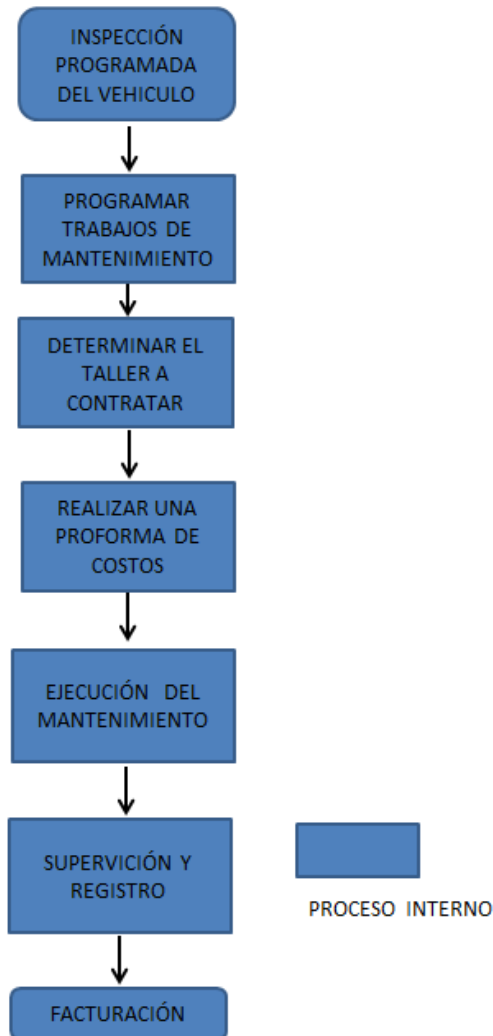 INSPECCIÓN
PROGRAMADA
DEL VEHICULO
PROGRAMAR
TRABAJOS DE
MANTENIMIENTO
DETERMINAR EL
TALLER A
CONTRATAR
REALIZAR UNA
PROFORMA DE
COSTOS
EJECUCIÓN DEL
MANTENIMIENTO
SUPERVICIÓN Y
REGISTRO
PROCESO INTERNO
FACTURACIÓN